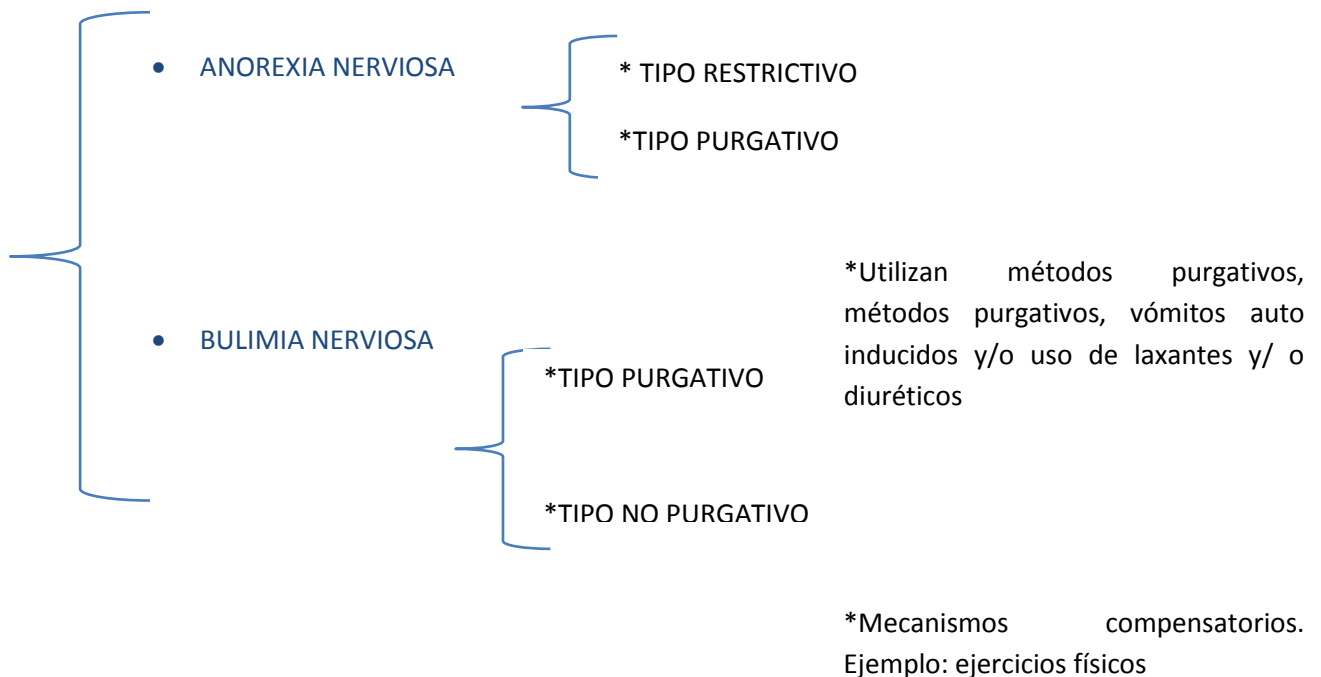 • ANOREXIA NERVIOSA
* TIPO RESTRICTIVO
*TIPO PURGATIVO
• BULIMIA NERVIOSA
*TIPO PURGATIVO
*Utilizan métodos purgativos,
métodos purgativos, vómitos auto
inducidos y/o uso de laxantes y/ o
diuréticos
*TIPO NO PURGATIVO
*Mecanismos compensatorios.
Ejemplo: ejercicios físicos